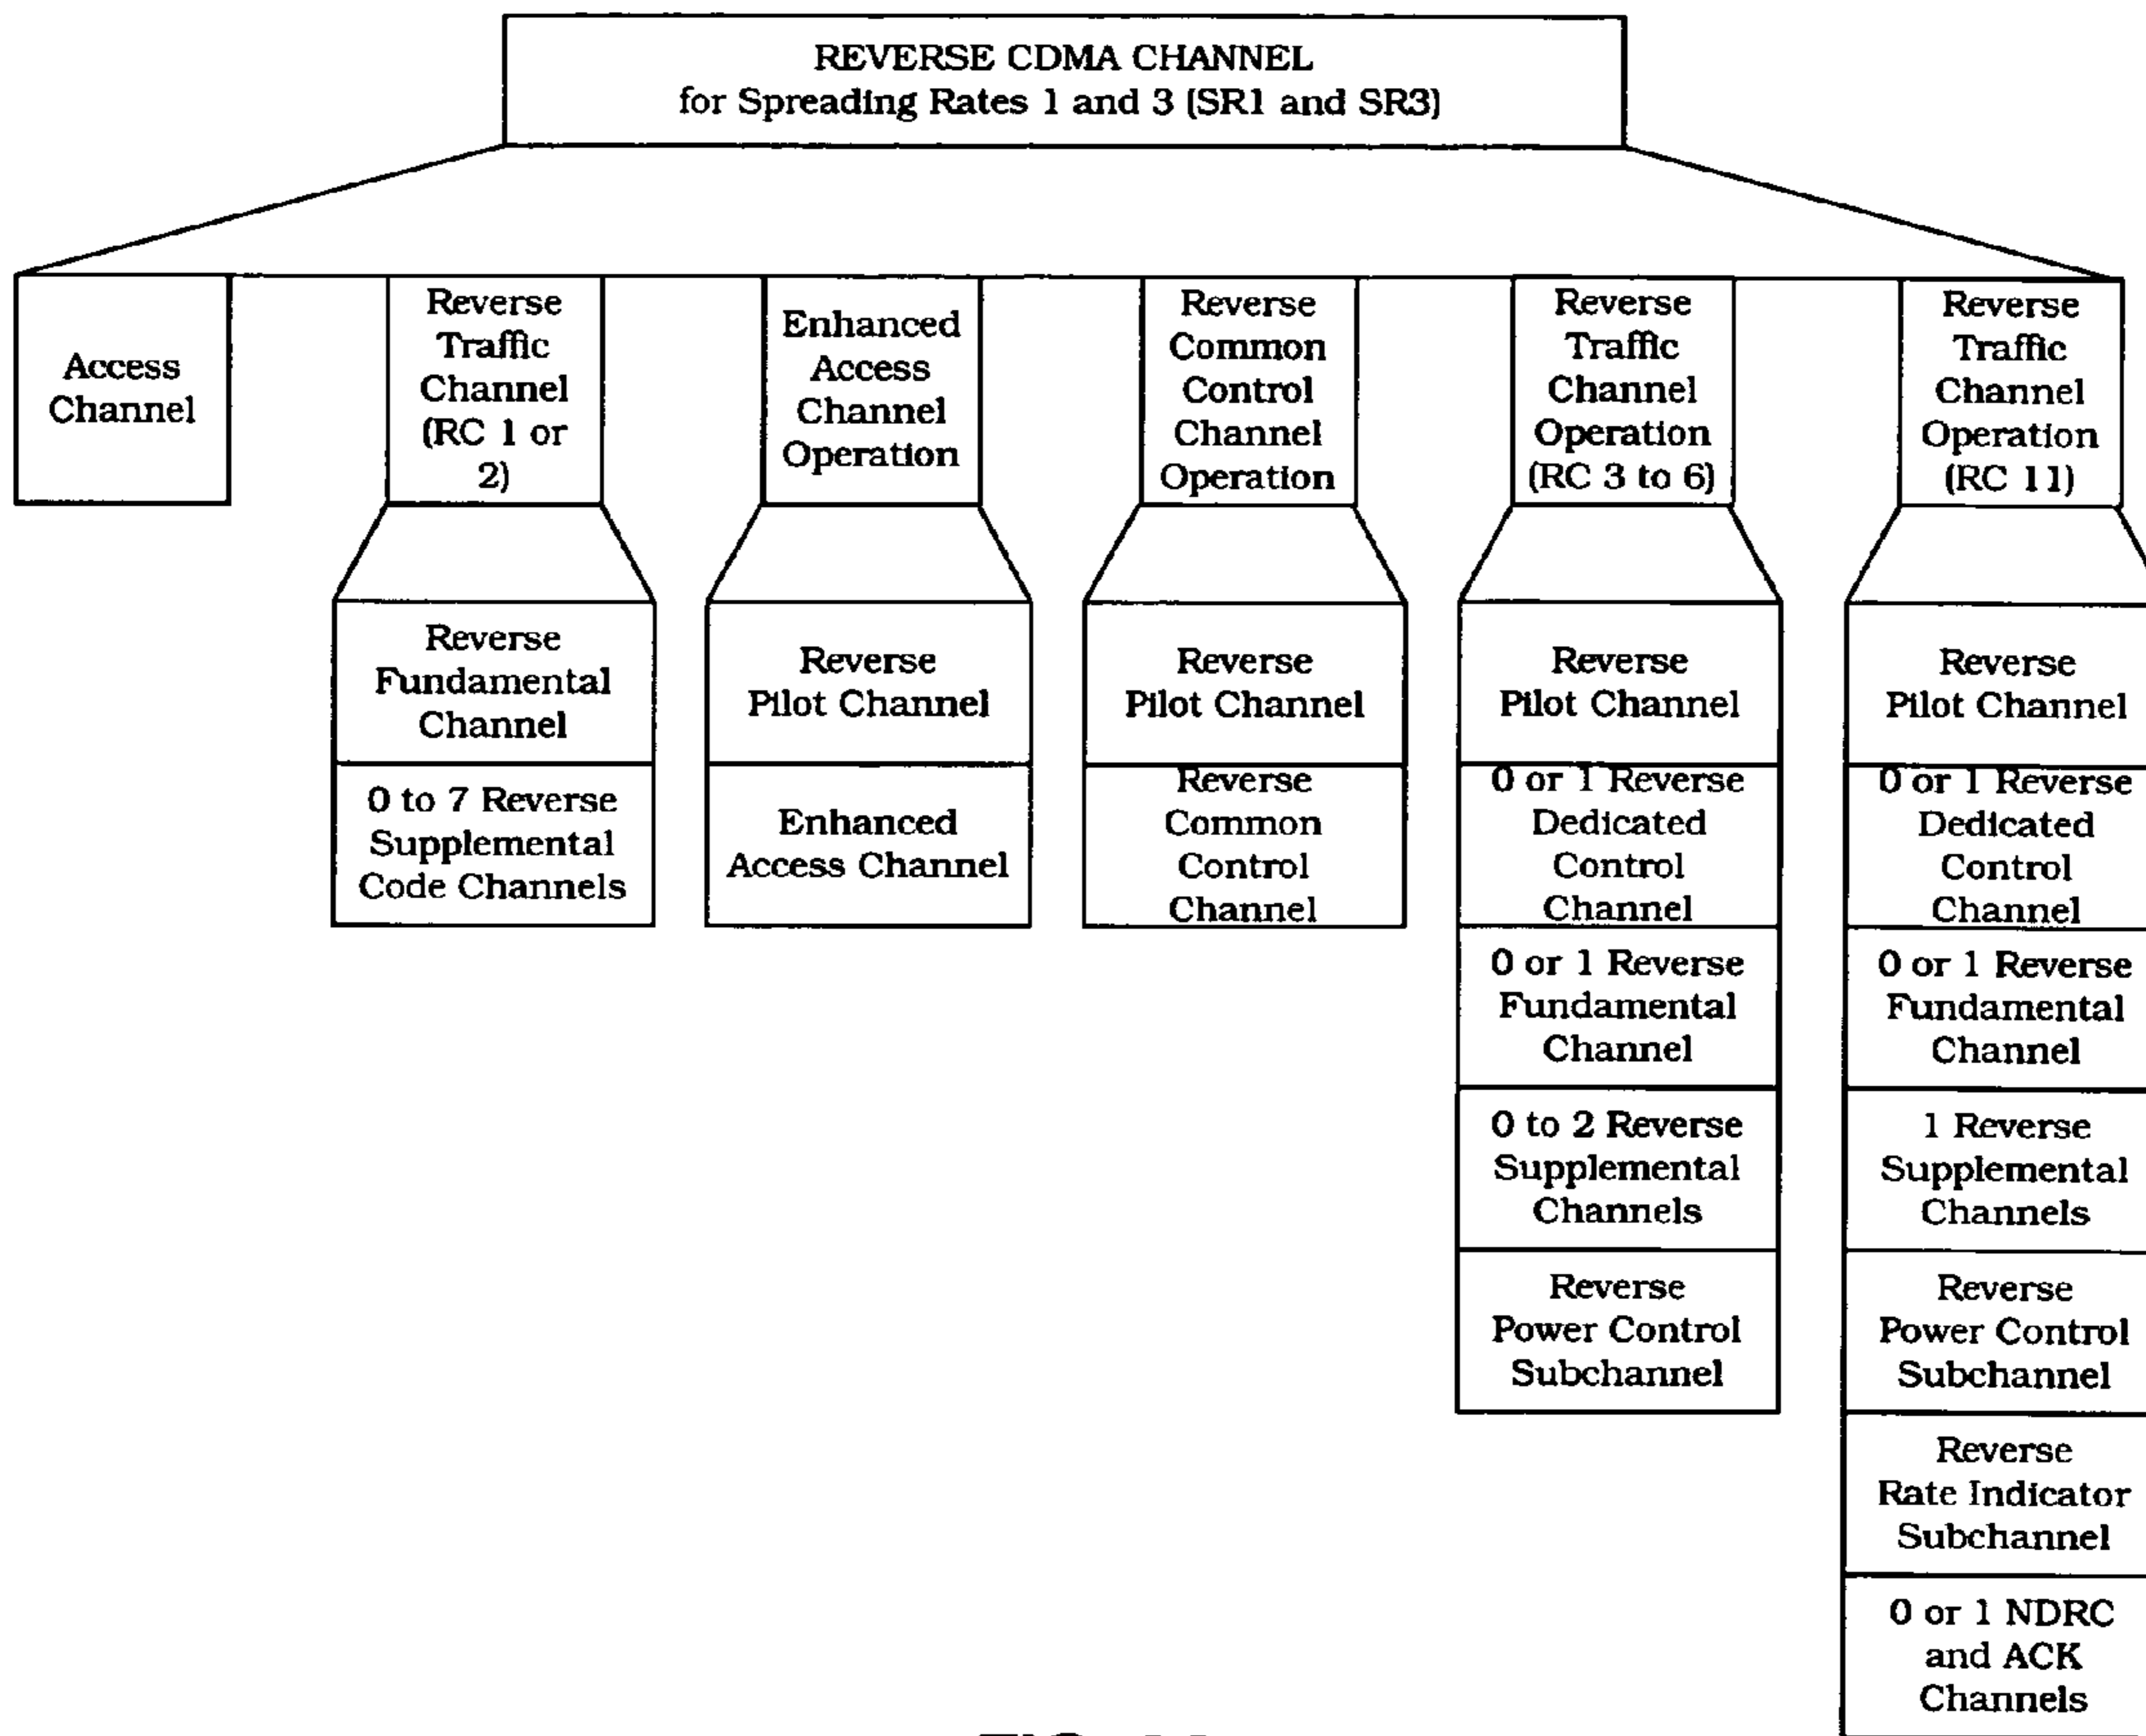 REVERSE CDMA CHANNEL
for Spreading Rates 1 and 3 (SR1 and SR3)
Access
Channel
Reverse
Traffic
Channel
(RC 1 or
2)
Enhanced
Access
Channel
Operation
Reverse
Common
Control
Channel
Operation
Reverse
Traffic
Channel
Operation
(RC 3 to 6)
Reverse
Traffic
Channel
Operation
(RC 11)
Reverse
Fundamental
Channel
0 to 7 Reverse
Supplemental
Code Channels
Reverse
Pilot Channel
Enhanced
Access Channel
Reverse
Pilot Channel
Reverse
Common
Control
Channel
Reverse
Pilot Channel
0 or 1 Reverse
Dedicated
Control
Channel
0 or 1 Reverse
Fundamental
Channel
0 to 2 Reverse
Supplemental
Channels
Reverse
Power Control
Subchannel
Reverse
Pilot Channel
0 or 1 Reverse
Dedicated
Control
Channel
0 or 1 Reverse
Fundamental
Channel
1 Reverse
Supplemental
Channels
Reverse
Power Control
Subchannel
Reverse
Rate Indicator
Subchannel
0 or 1 NDRC
and ACK
Channels